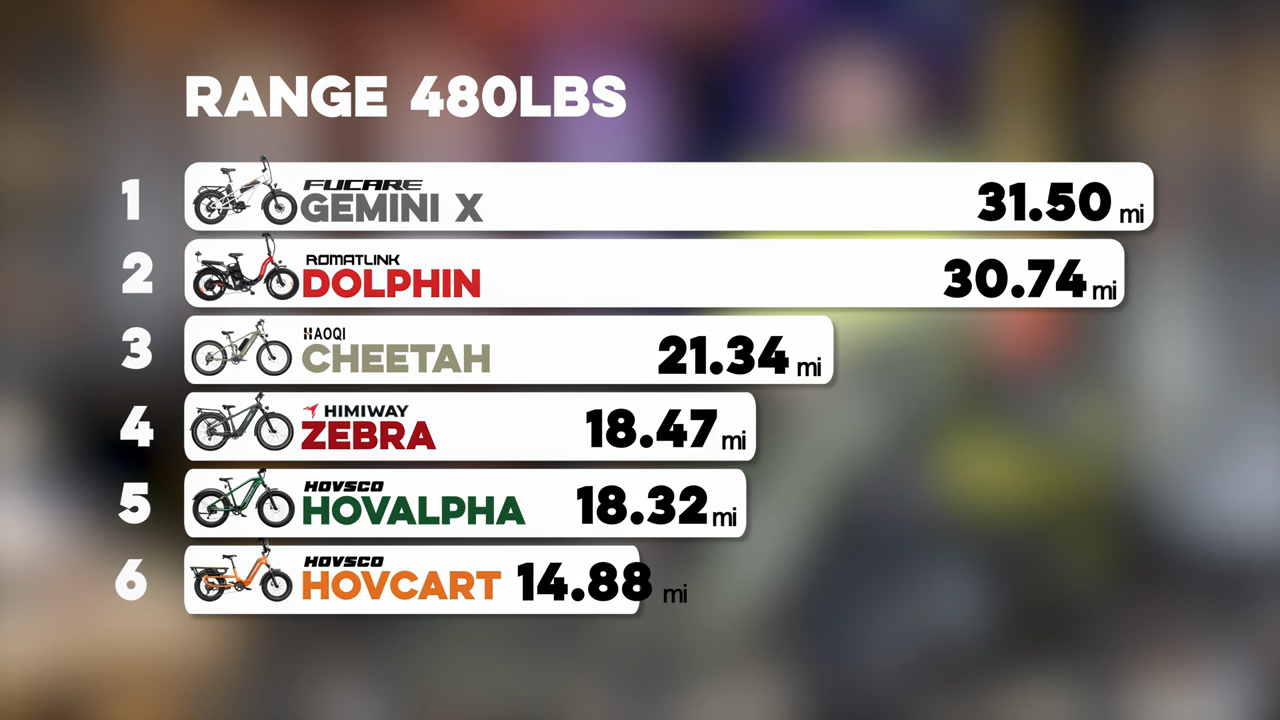 RANGE 480LBS
1 FUCARE
GEMINI X 31.50 mi
2 ROMATLINK
DOLPHIN 30.74 mi
3 HAOQI
CHEETAH 21.34 mi
4 HIMIWAY
ZEBRA 18.47 mi
5 HOVSCO
HOVALPHA 18.32 mi
6 HOVSCO
HOVCART 14.88 mi